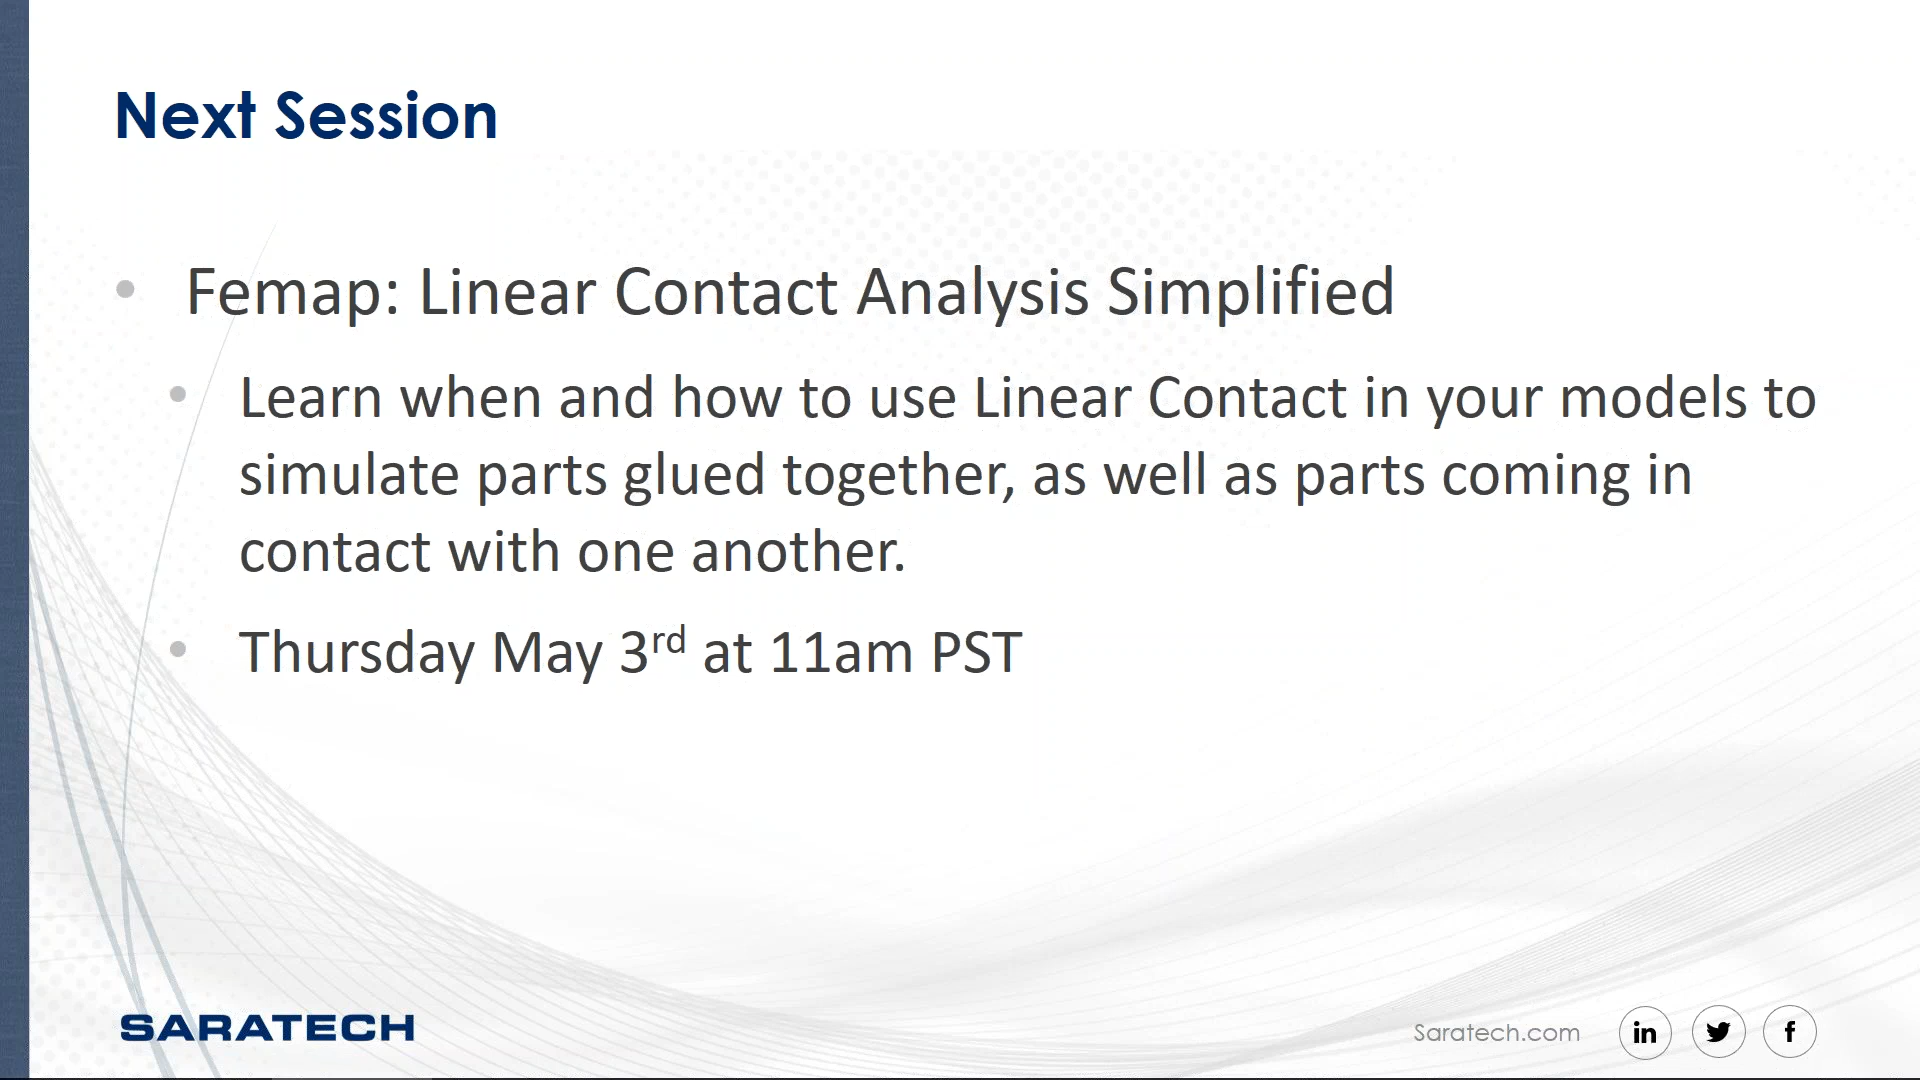 Next Session
• Femap: Linear Contact Analysis Simplified
• Learn when and how to use Linear Contact in your models to
simulate parts glued together, as well as parts coming in
contact with one another.
• Thursday May 3rd at 11am PST
SARATECH
Saratech.com in f